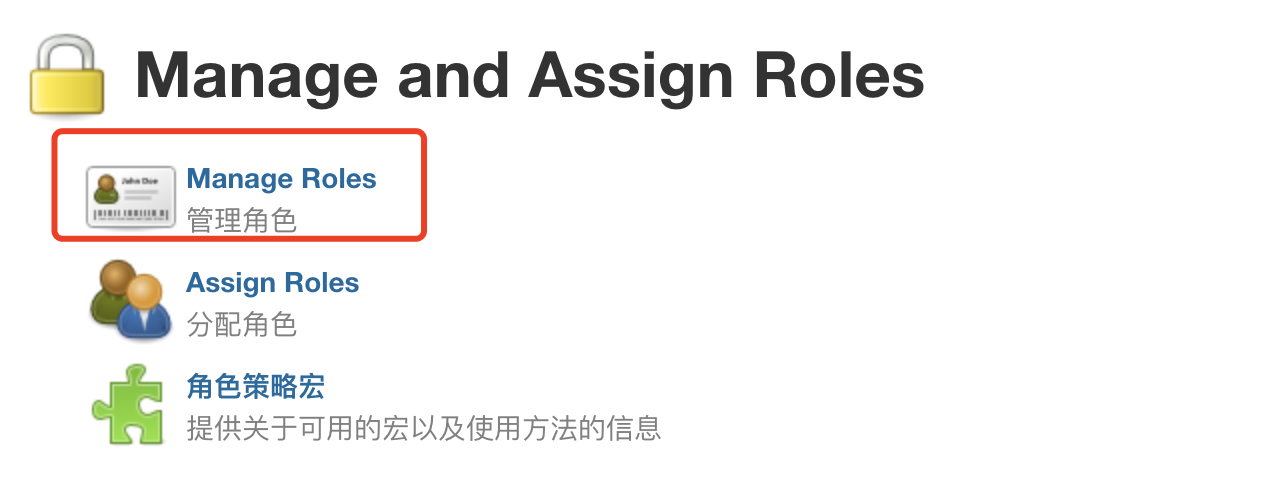 Manage and Assign Roles
John Doe
Manage Roles
管理角色
Assign Roles
分配角色
角色策略宏
提供关于可用的宏以及使用方法的信息